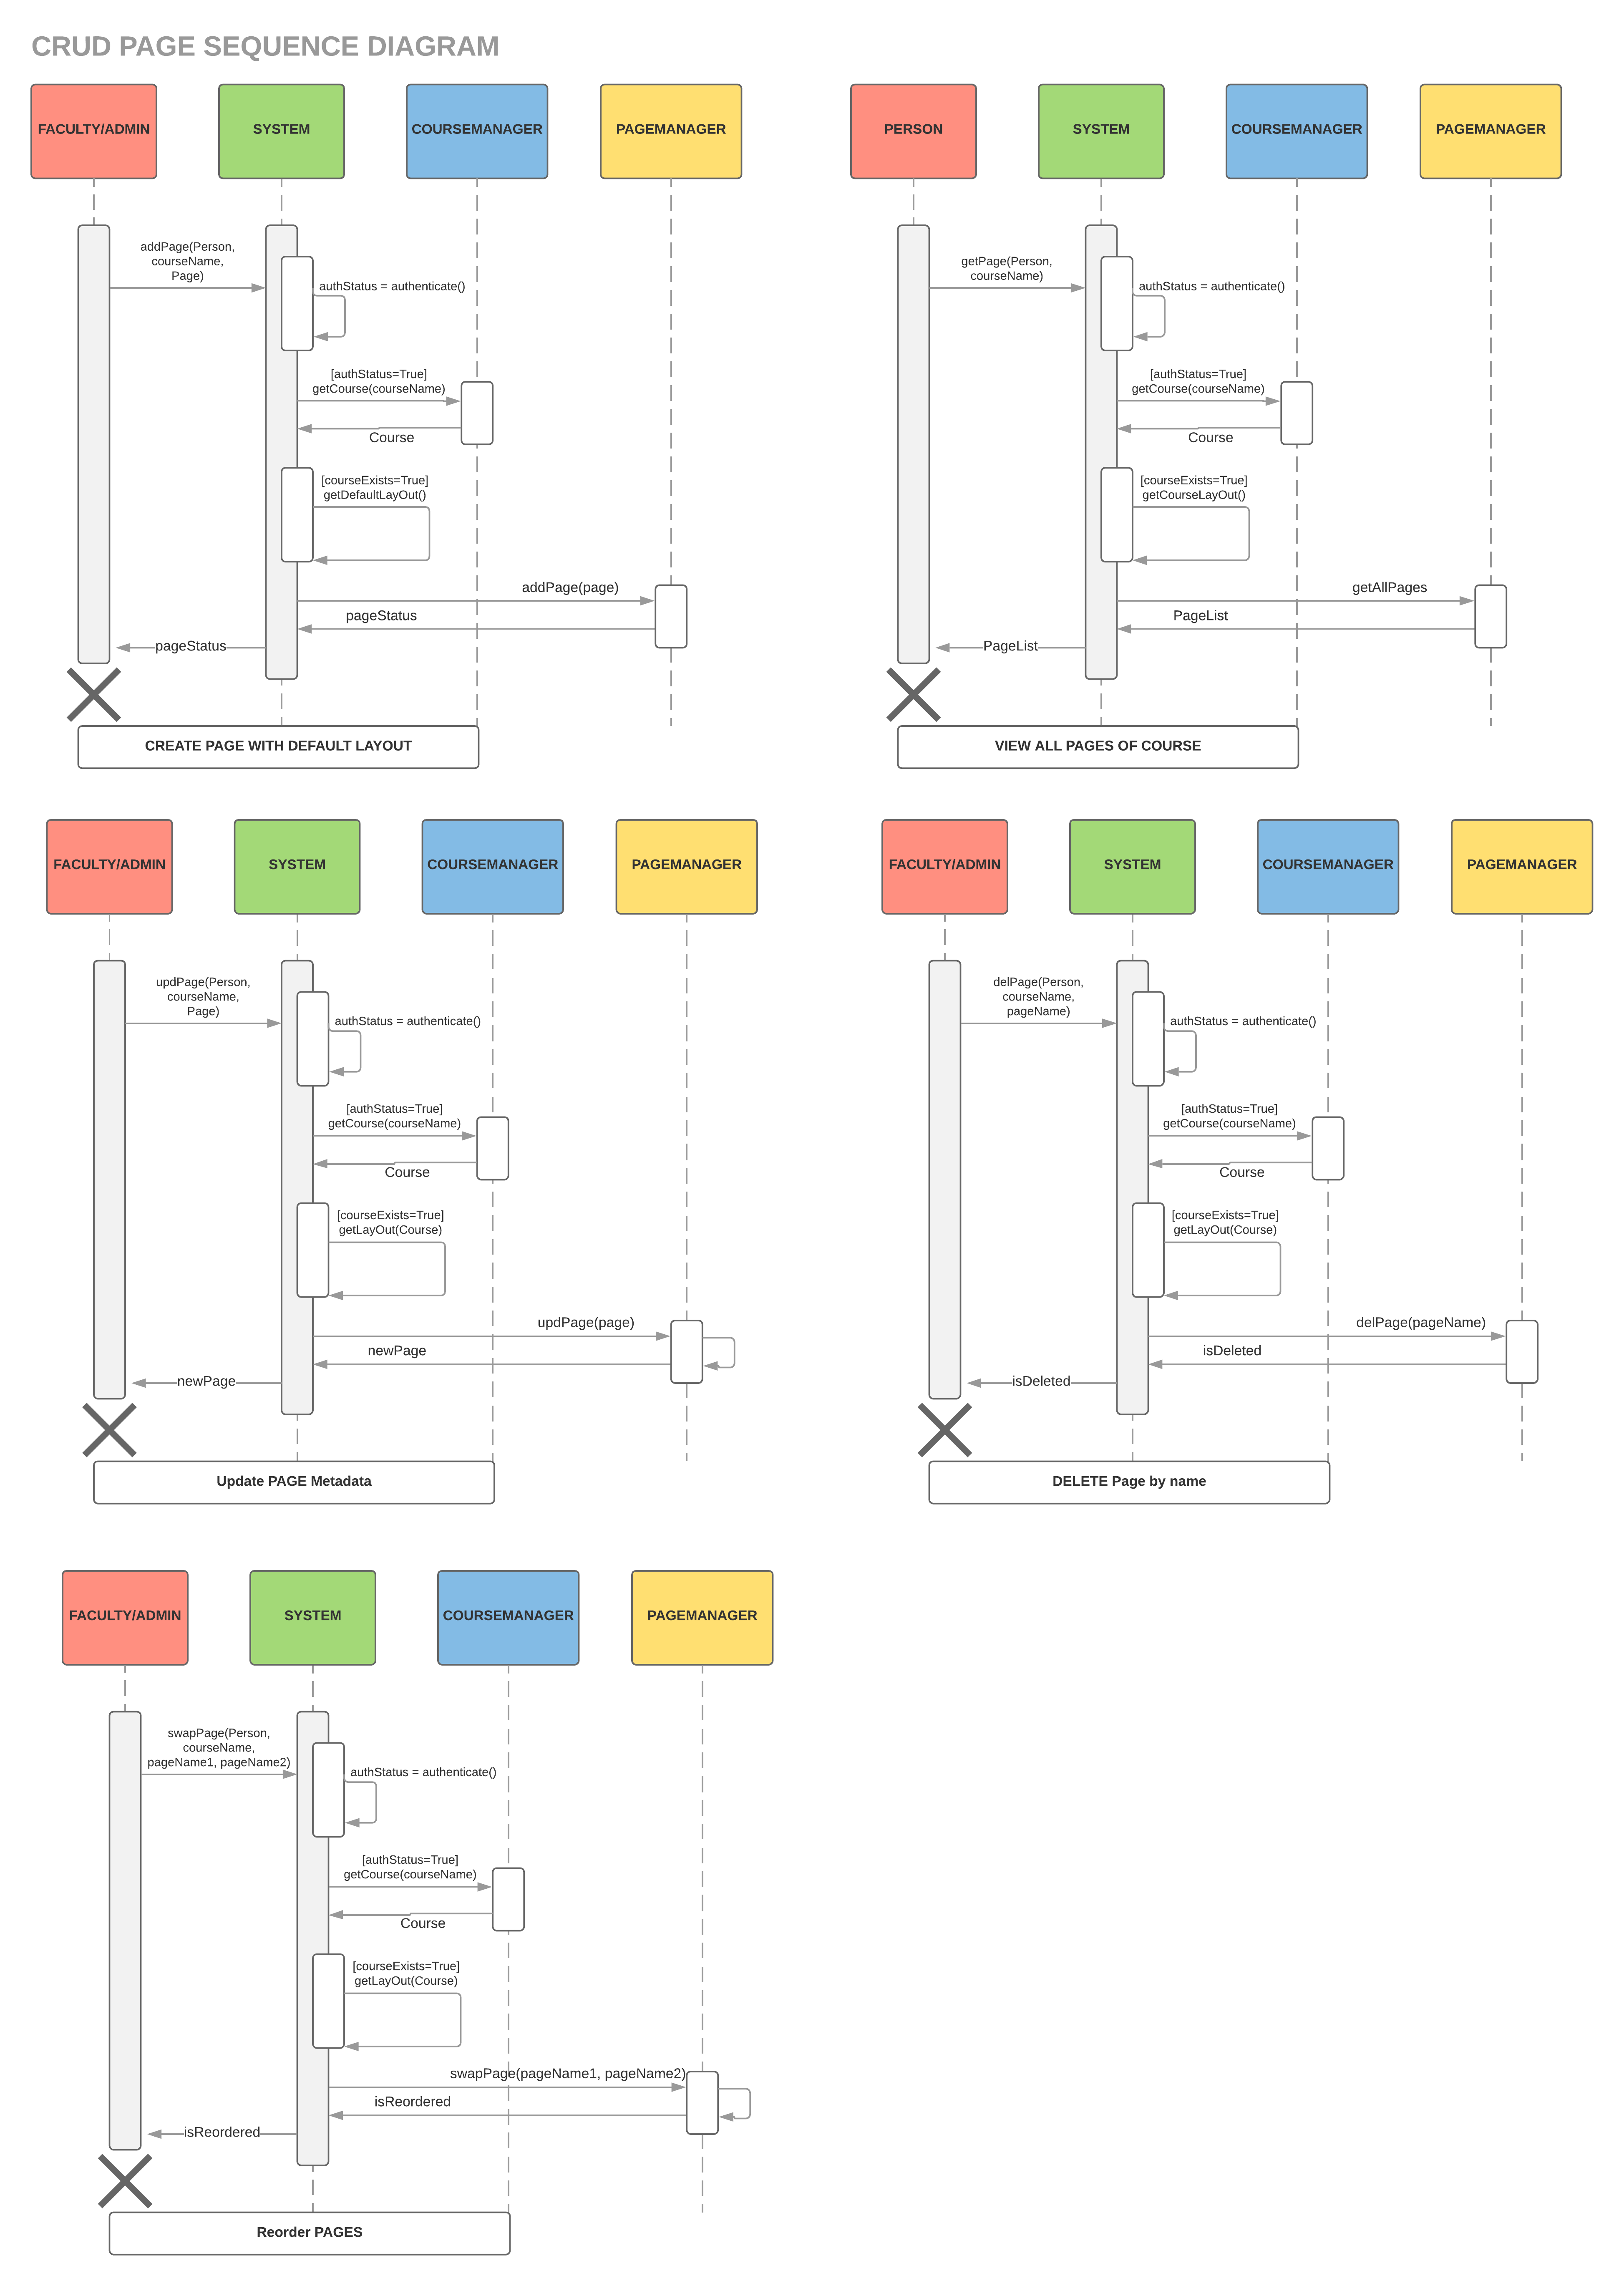 CRUD PAGE SEQUENCE DIAGRAM
FACULTY/ADMIN
SYSTEM
COURSEMANAGER
PAGEMANAGER
addPage(Person,
courseName,
Page)
authStatus = authenticate()
[authStatus=True]
getCourse(courseName)
Course
[courseExists=True]
getDefaultLayOut()
addPage(page)
pageStatus
pageStatus
CREATE PAGE WITH DEFAULT LAYOUT
PERSON
SYSTEM
COURSEMANAGER
PAGEMANAGER
getPage(Person,
courseName)
authStatus = authenticate()
[authStatus=True]
getCourse(courseName)
Course
[courseExists=True]
getCourseLayOut()
getAllPages
PageList
PageList
VIEW ALL PAGES OF COURSE
FACULTY/ADMIN
SYSTEM
COURSEMANAGER
PAGEMANAGER
updPage(Person,
courseName,
Page)
authStatus = authenticate()
[authStatus=True]
getCourse(courseName)
Course
[courseExists=True]
getLayOut(Course)
updPage(page)
newPage
newPage
Update PAGE Metadata
FACULTY/ADMIN
SYSTEM
COURSEMANAGER
PAGEMANAGER
delPage(Person,
courseName,
pageName)
authStatus = authenticate()
[authStatus=True]
getCourse(courseName)
Course
[courseExists=True]
getLayOut(Course)
delPage(pageName)
isDeleted
isDeleted
DELETE Page by name
FACULTY/ADMIN
SYSTEM
COURSEMANAGER
PAGEMANAGER
swapPage(Person,
courseName,
pageName1, pageName2)
authStatus = authenticate()
[authStatus=True]
getCourse(courseName)
Course
[courseExists=True]
getLayOut(Course)
swapPage(pageName1, pageName2)
isReordered
isReordered
Reorder PAGES